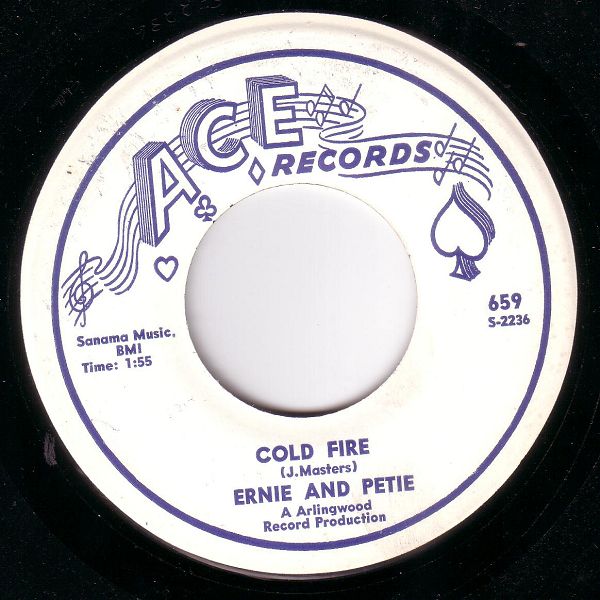 ACE
RECORDS
659
S-2236
Sanama Music,
BMI
Time: 1:55
COLD FIRE
(J.Masters)
ERNIE AND PETIE
A Arlingwood
Record Production